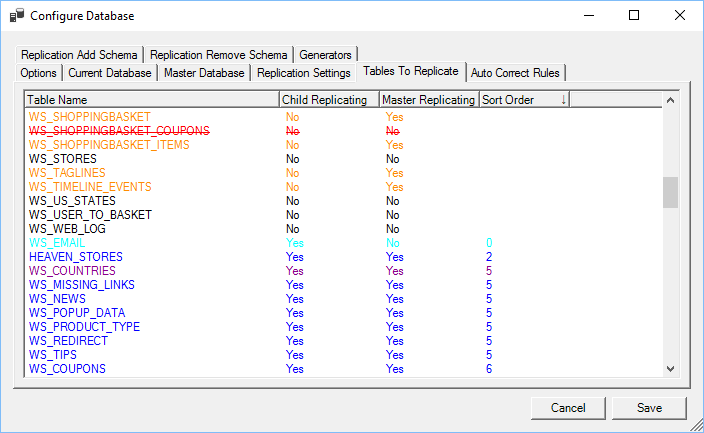 Configure Database
Replication Add Schema Replication Remove Schema Generators
Options Current Database Master Database Replication Settings Tables To Replicate Auto Correct Rules
Table Name Child Replicating Master Replicating Sort Order ↓
WS_SHOPPINGBASKET No Yes
WS_SHOPPINGBASKET_COUPONS No No
WS_SHOPPINGBASKET_ITEMS No Yes
WS_STORES No No
WS_TAGLINES No Yes
WS_TIMELINE_EVENTS No Yes
WS_US_STATES No No
WS_USER_TO_BASKET No No
WS_WEB_LOG No No
WS_EMAIL Yes No 0
HEAVEN_STORES Yes Yes 2
WS_COUNTRIES Yes Yes 5
WS_MISSING_LINKS Yes Yes 5
WS_NEWS Yes Yes 5
WS_POPUP_DATA Yes Yes 5
WS_PRODUCT_TYPE Yes Yes 5
WS_REDIRECT Yes Yes 5
WS_TIPS Yes Yes 5
WS_COUPONS Yes Yes 6
Cancel Save